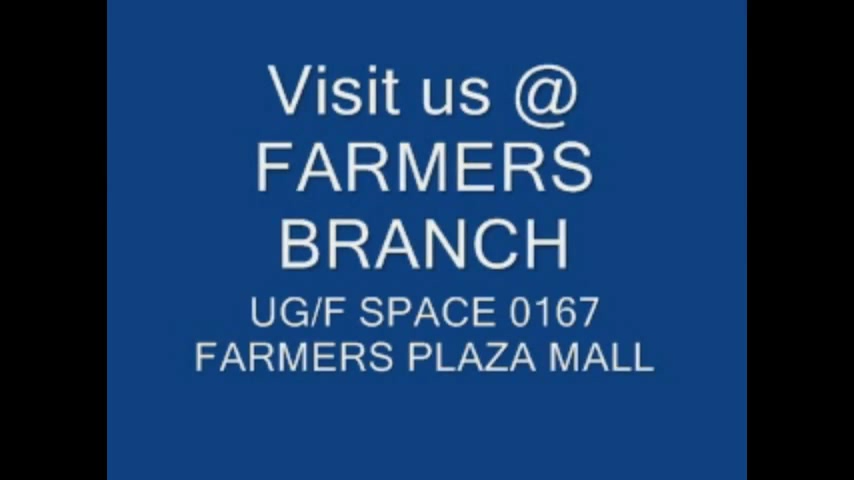 Visit us @
FARMERS
BRANCH
UG/F SPACE 0167
FARMERS PLAZA MALL